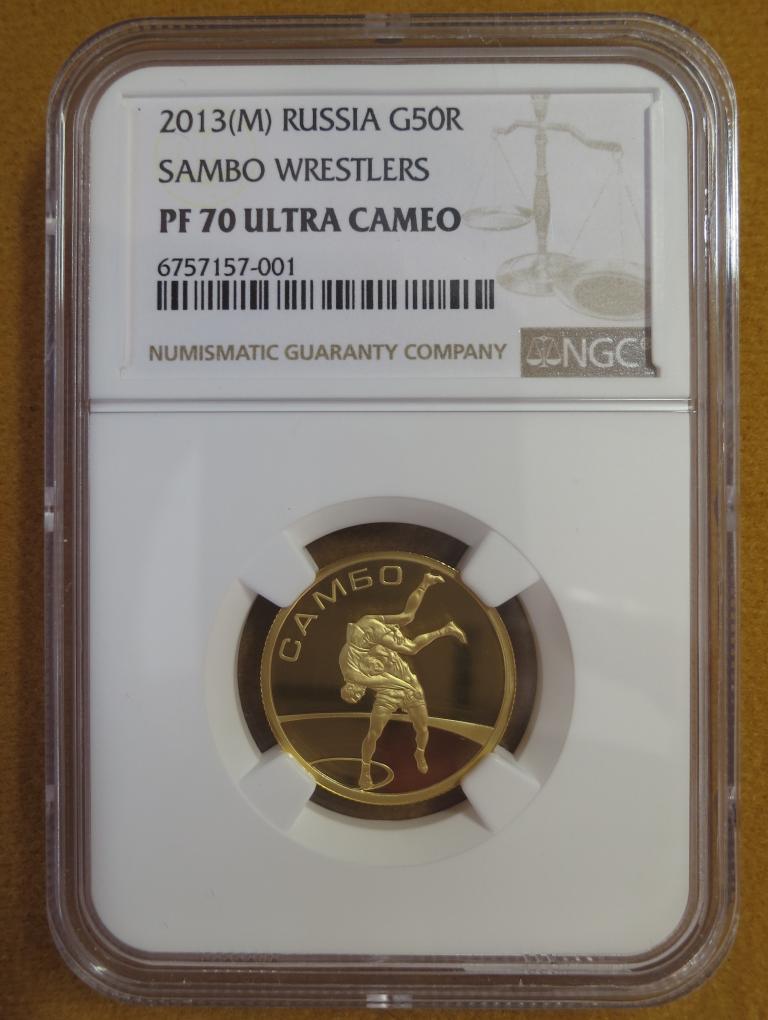 2013(M) RUSSIA G50R
SAMBO WRESTLERS
PF 70 ULTRA CAMEO
6757157-001
NUMISMATIC GUARANTY COMPANY
NGC
САМБО